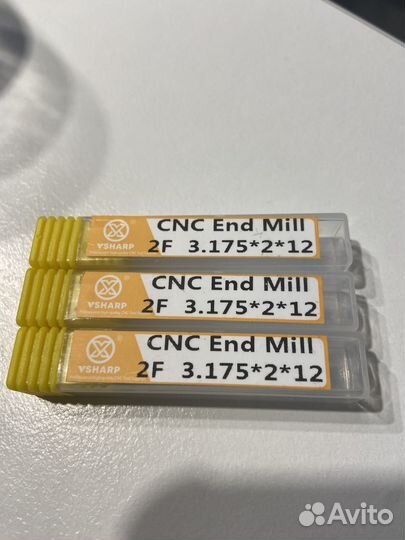 CNC End Mill
VSHARP
2F 3.175*2*12
CNC End Mill
VSHARP
2F 3.175*2*12
CNC End Mill
VSHARP
2F 3.175*2*12
Avito